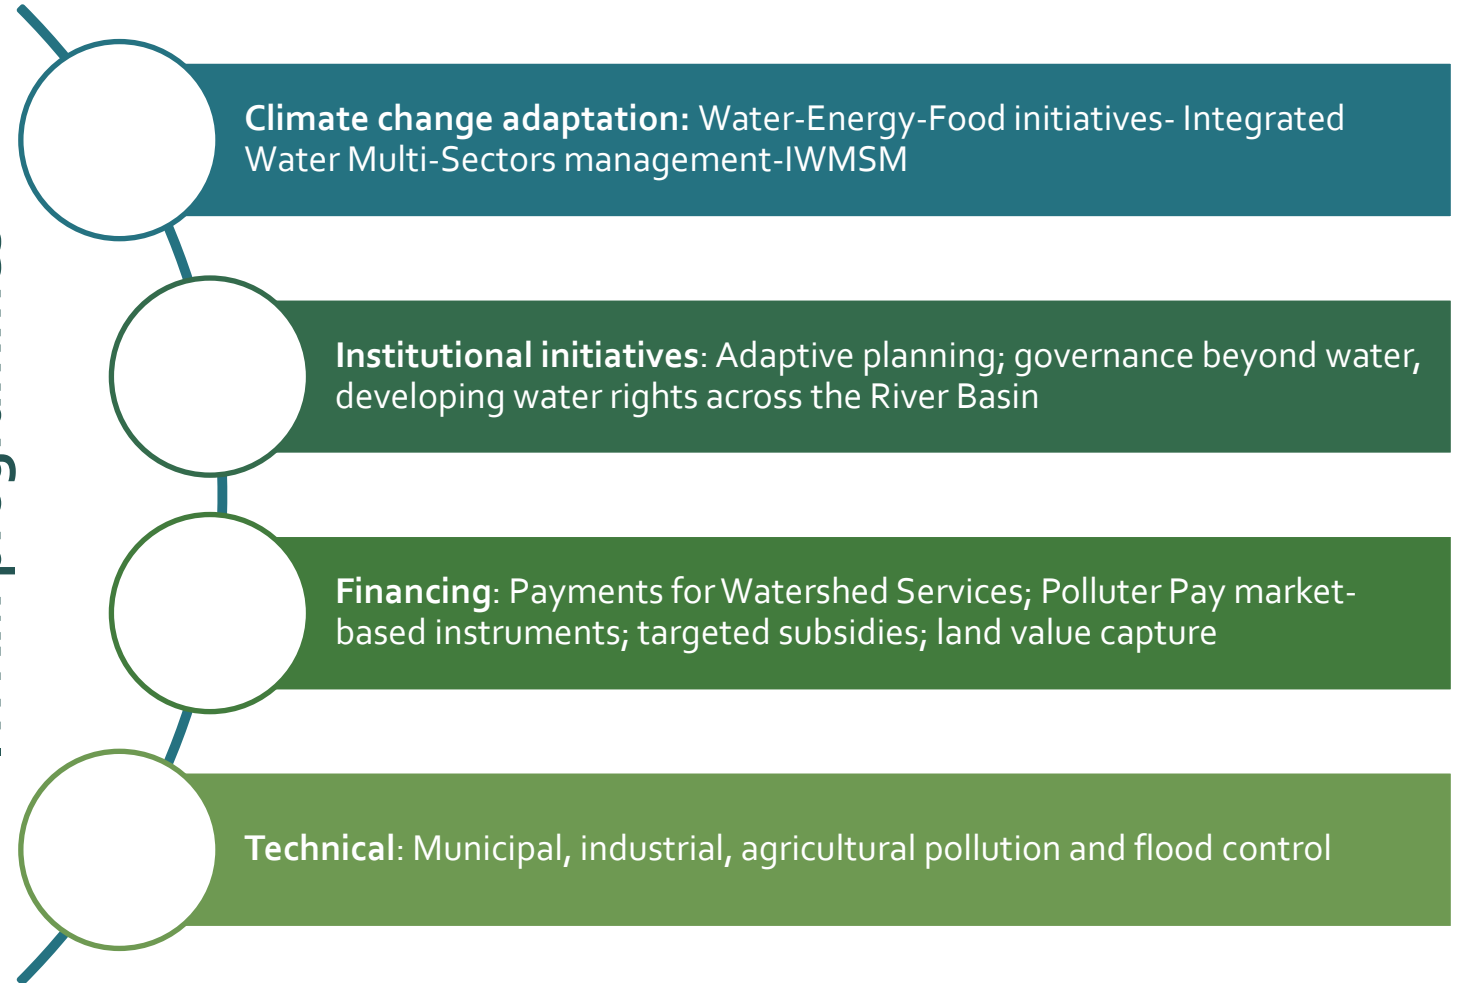 Climate change adaptation: Water-Energy-Food initiatives- Integrated
Water Multi-Sectors management-IWMSM
Institutional initiatives: Adaptive planning; governance beyond water,
developing water rights across the River Basin
Financing: Payments for Watershed Services; Polluter Pay market-
based instruments; targeted subsidies; land value capture
Technical: Municipal, industrial, agricultural pollution and flood control